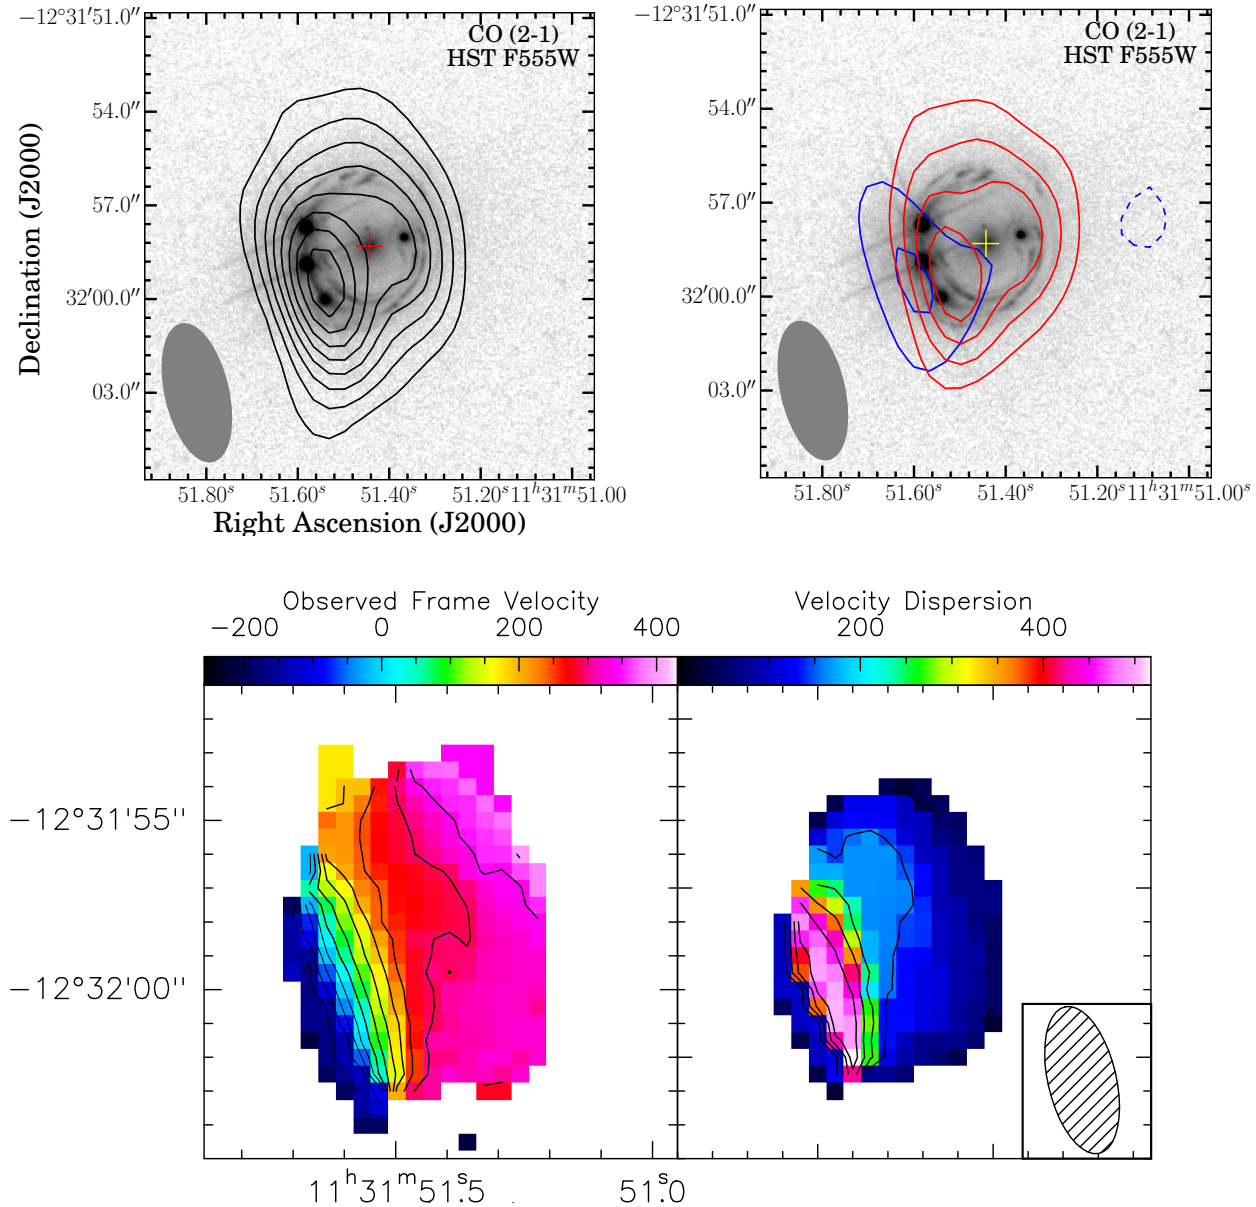 −12°31′51.0″
54.0″
57.0″
32′00.0″
03.0″
Declination (J2000)
CO (2-1)
HST F555W
51.80ˢ 51.60ˢ 51.40ˢ 51.20ˢ 11ʰ31ᵐ51.00
Right Ascension (J2000)
−12°31′51.0″
54.0″
57.0″
32′00.0″
03.0″
CO (2-1)
HST F555W
51.80ˢ 51.60ˢ 51.40ˢ 51.20ˢ 11ʰ31ᵐ51.00ˢ
Observed Frame Velocity
−200 0 200 400
Velocity Dispersion
200 400
−12°31'55''
−12°32'00''
11ʰ31ᵐ51ˢ.5 51ˢ.0